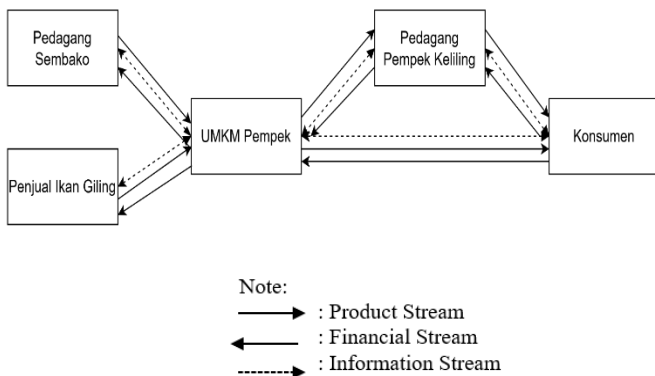 Pedagang
Sembako
Pedagang
Pempek Keliling
UMKM Pempek
Konsumen
Penjual Ikan Giling
Note:
: Product Stream
: Financial Stream
: Information Stream